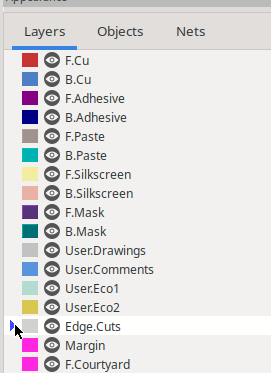 Appearance
Layers Objects Nets
F.Cu
B.Cu
F.Adhesive
B.Adhesive
F.Paste
B.Paste
F.Silkscreen
B.Silkscreen
F.Mask
B.Mask
User.Drawings
User.Comments
User.Eco1
User.Eco2
Edge.Cuts
Margin
F.Courtyard